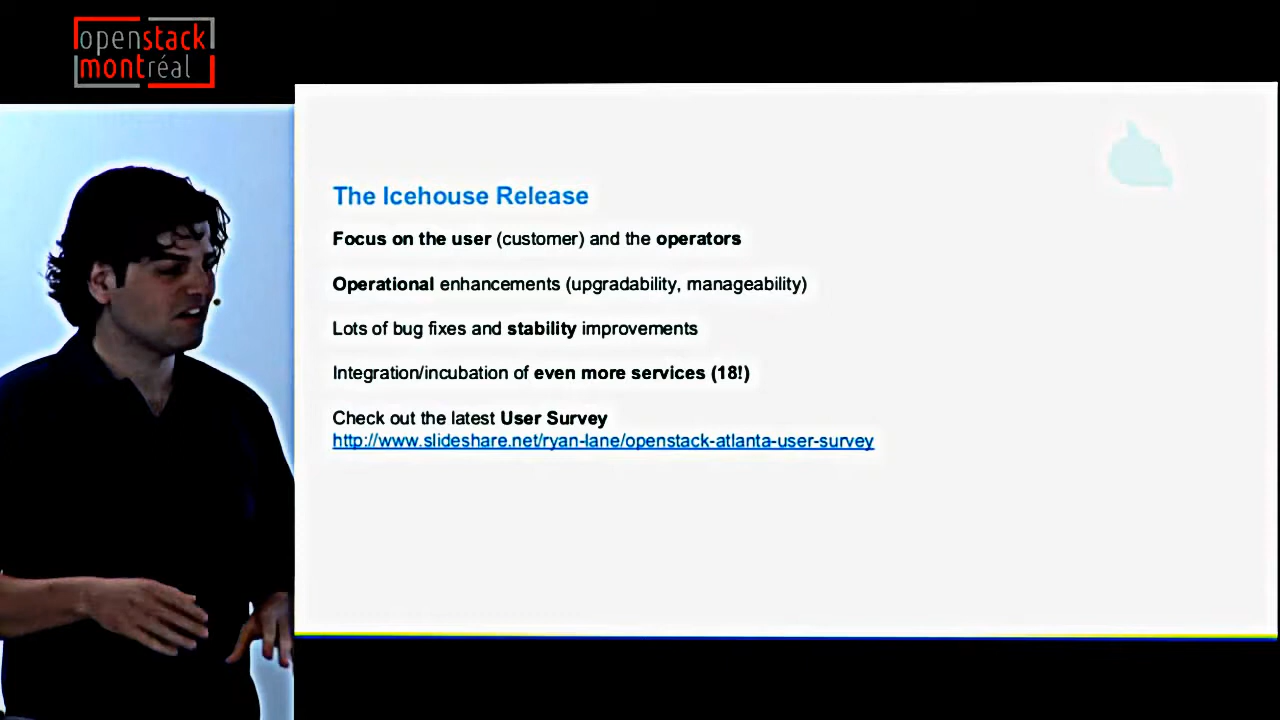 openstack
montréal
The Icehouse Release
Focus on the user (customer) and the operators
Operational enhancements (upgradability, manageability)
Lots of bug fixes and stability improvements
Integration/incubation of even more services (18!)
Check out the latest User Survey
http://www.slideshare.net/ryan-lane/openstack-atlanta-user-survey